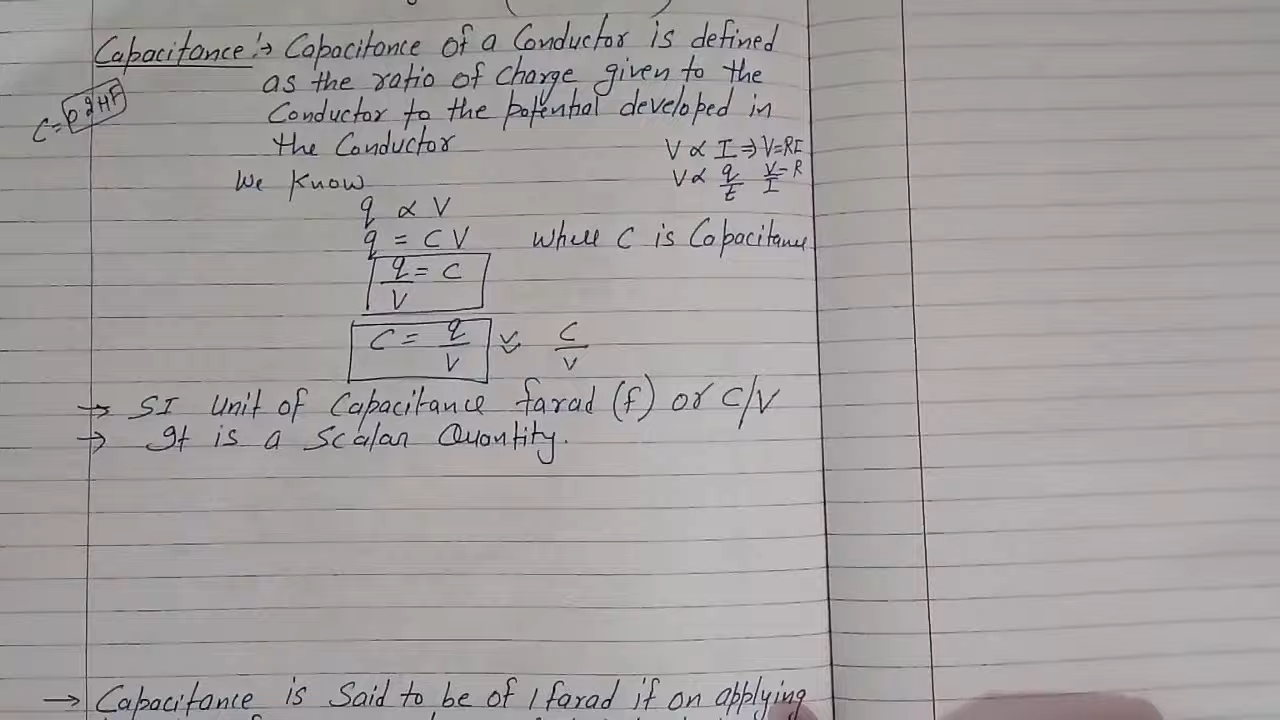 Capacitance :→ Capacitance of a Conductor is defined
as the ratio of Charge given to the
Conductor to the potential developed in
the Conductor
C=
V ∝ I ⇒ V=RI
We Know
V ∝ q/t V/I = R
q ∝ V
q = CV where C is Capacitance
q/V = C
C = q/V C/V
→ SI Unit of Capacitance farad (f) or C/V
→ It is a Scalar Quantity.
→ Capacitance is Said to be of 1 farad if on applying